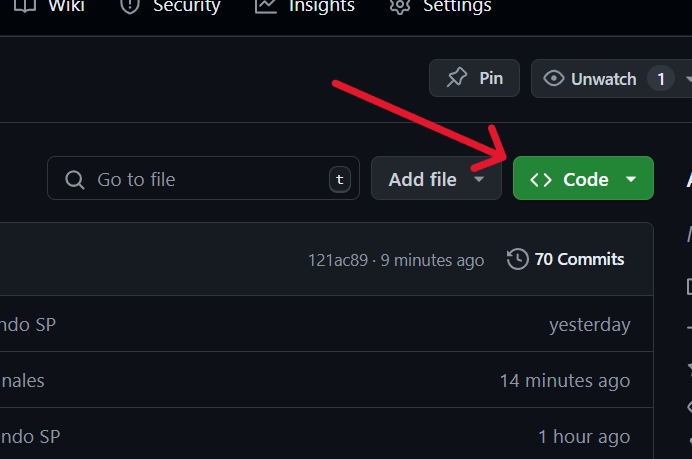 Wiki Security Insights Settings
Pin Unwatch 1
Go to file t Add file <> Code
121ac89 · 9 minutes ago 70 Commits
ndo SP yesterday
nales 14 minutes ago
endo SP 1 hour ago